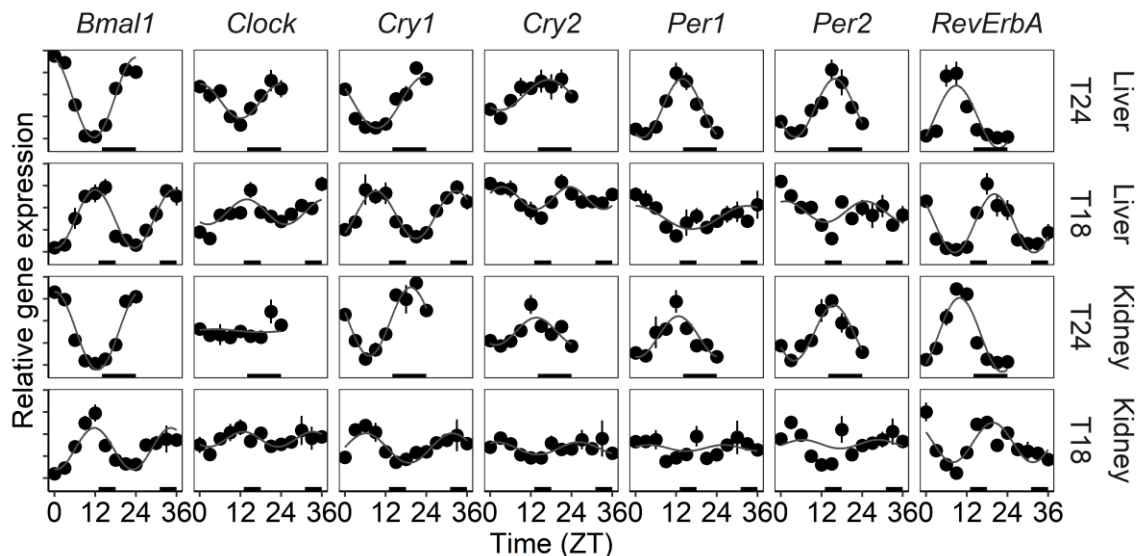 Bmal1 Clock Cry1 Cry2 Per1 Per2 RevErbA
Relative gene expression
Liver
T24
Liver
T18
Kidney
T24
Kidney
T18
0 12 24 360 12 24 360 12 24 360 12 24 360 12 24 360 12 24 360 12 24 36
Time (ZT)